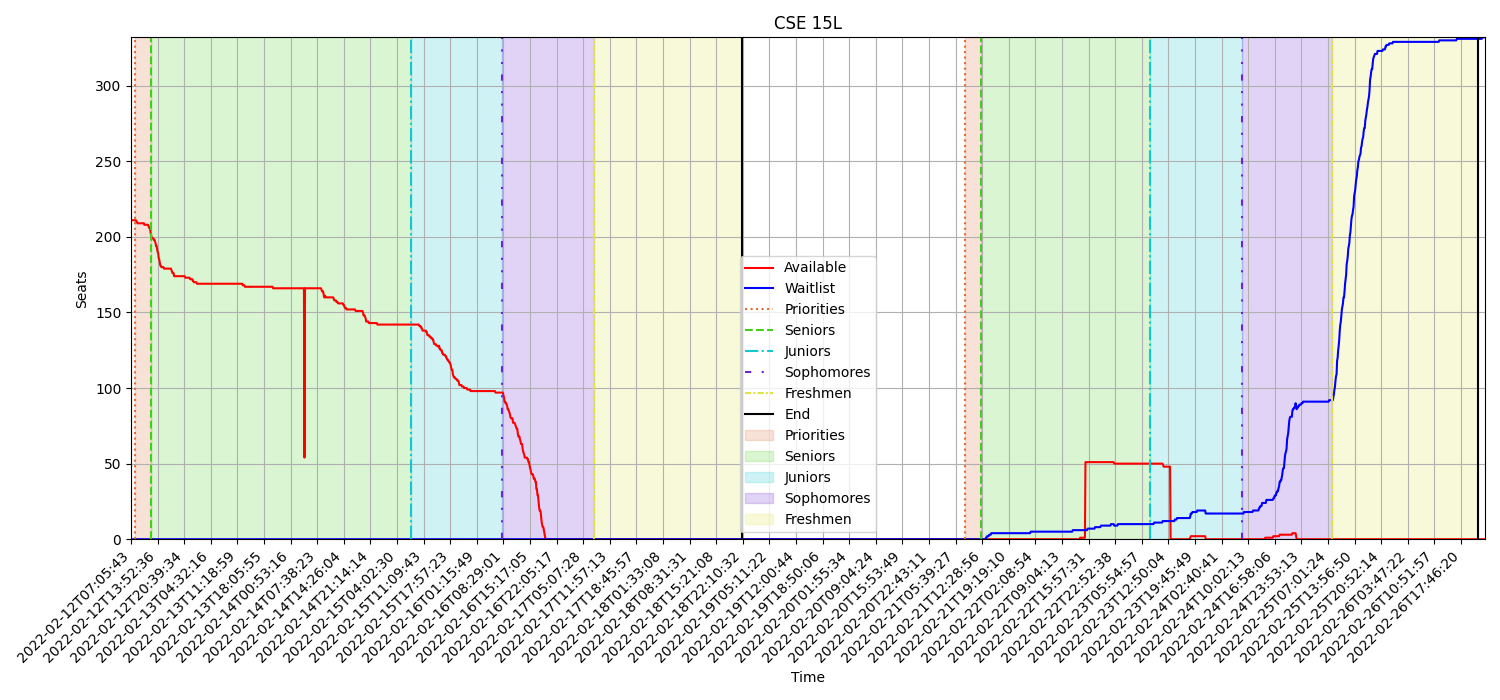 CSE 15L
Seats
300
250
200
150
100
50
0
Available
Waitlist
Priorities
Seniors
Juniors
Sophomores
Freshmen
End
Priorities
Seniors
Juniors
Sophomores
Freshmen
2022-02-12T07:05:43
2022-02-12T13:52:36
2022-02-12T20:39:34
2022-02-13T04:32:16
2022-02-13T11:18:59
2022-02-13T18:05:55
2022-02-14T00:53:16
2022-02-14T07:38:23
2022-02-14T14:26:04
2022-02-14T21:14:14
2022-02-15T04:02:30
2022-02-15T11:09:43
2022-02-15T17:57:23
2022-02-16T01:15:49
2022-02-16T08:29:01
2022-02-16T15:17:05
2022-02-16T22:05:17
2022-02-17T05:07:28
2022-02-17T11:57:13
2022-02-17T18:45:57
2022-02-18T01:33:08
2022-02-18T08:31:31
2022-02-18T15:21:08
2022-02-18T22:10:32
2022-02-19T05:11:22
2022-02-19T12:00:44
2022-02-19T18:50:06
2022-02-20T01:55:34
2022-02-20T09:04:24
2022-02-20T15:53:49
2022-02-20T22:43:11
2022-02-21T05:39:27
2022-02-21T12:28:56
2022-02-21T19:19:10
2022-02-22T02:08:54
2022-02-22T09:04:13
2022-02-22T15:57:31
2022-02-22T22:52:38
2022-02-23T05:54:57
2022-02-23T12:50:04
2022-02-23T19:45:49
2022-02-24T02:40:41
2022-02-24T10:02:13
2022-02-24T16:58:06
2022-02-24T23:53:13
2022-02-25T07:01:24
2022-02-25T13:56:50
2022-02-25T20:52:14
2022-02-26T03:47:22
2022-02-26T10:51:57
2022-02-26T17:46:20
Time